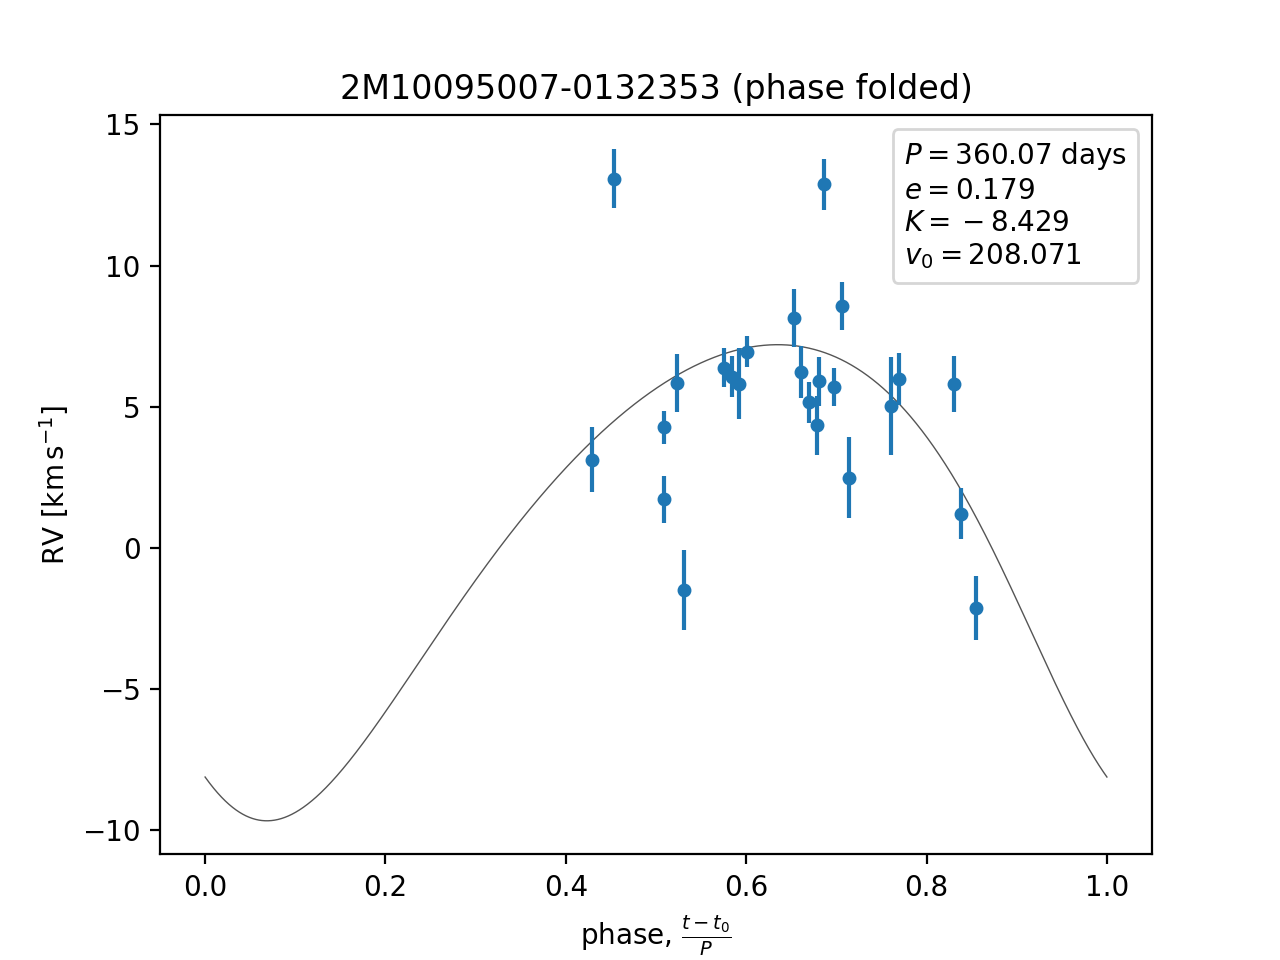 2M10095007-0132353 (phase folded)
P = 360.07 days
e = 0.179
K = −8.429
v₀ = 208.071
15
10
5
0
−5
−10
RV [km s⁻¹]
0.0 0.2 0.4 0.6 0.8 1.0
phase, (t − t₀)/P